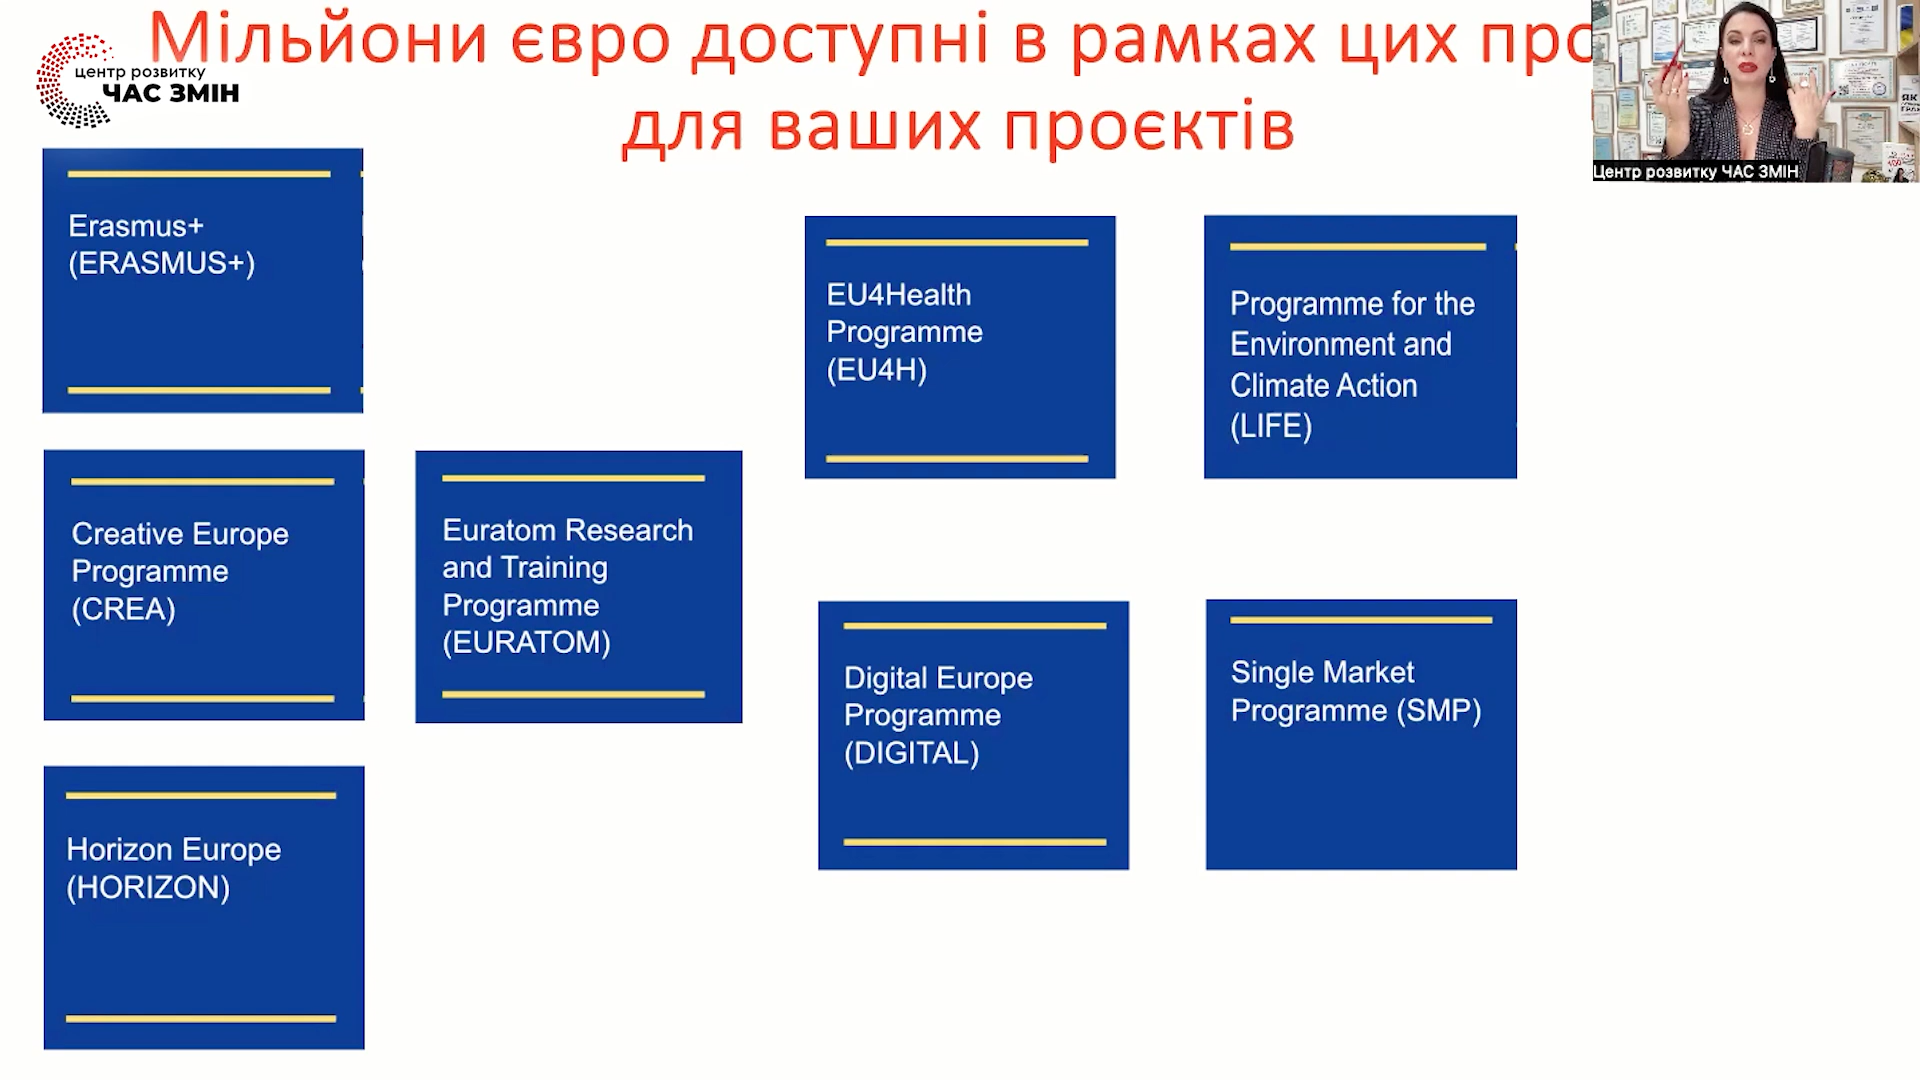 Мільйони євро доступні в рамках цих
для ваших проєктів
центр розвитку
ЧАС ЗМІН
Центр розвитку ЧАС ЗМІН
Erasmus+
(ERASMUS+)
EU4Health
Programme
(EU4H)
Programme for the
Environment and
Climate Action
(LIFE)
Creative Europe
Programme
(CREA)
Euratom Research
and Training
Programme
(EURATOM)
Digital Europe
Programme
(DIGITAL)
Single Market
Programme (SMP)
Horizon Europe
(HORIZON)